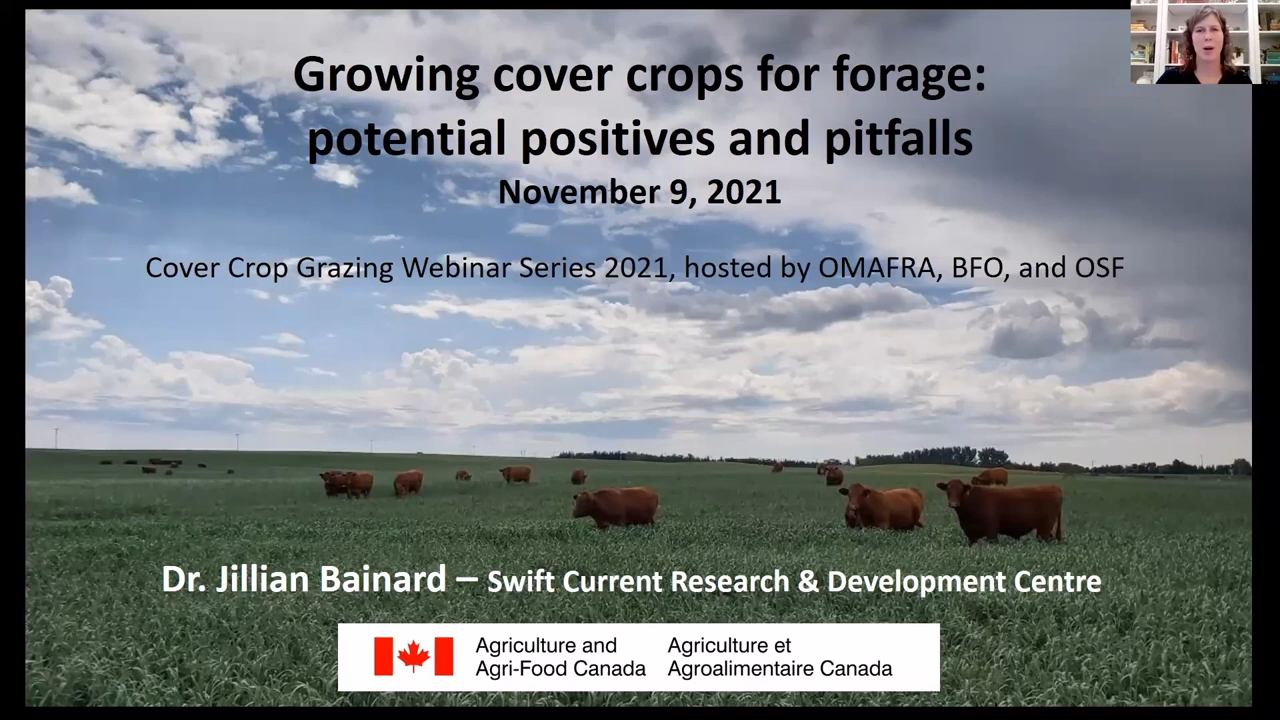 Growing cover crops for forage:
potential positives and pitfalls
November 9, 2021
Cover Crop Grazing Webinar Series 2021, hosted by OMAFRA, BFO, and OSF
Dr. Jillian Bainard – Swift Current Research & Development Centre
Agriculture and
Agri-Food Canada
Agriculture et
Agroalimentaire Canada